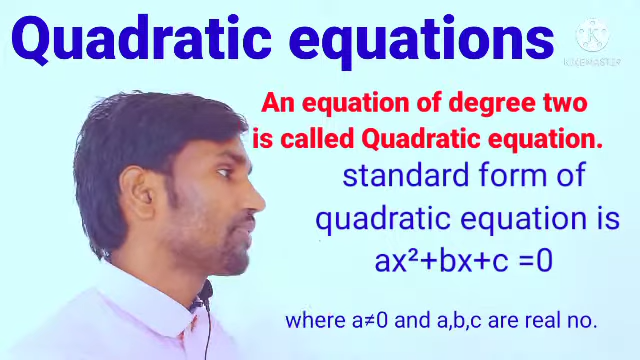 Quadratic equations
KINEMASTER
An equation of degree two
is called Quadratic equation.
standard form of
quadratic equation is
ax²+bx+c =0
where a≠0 and a,b,c are real no.